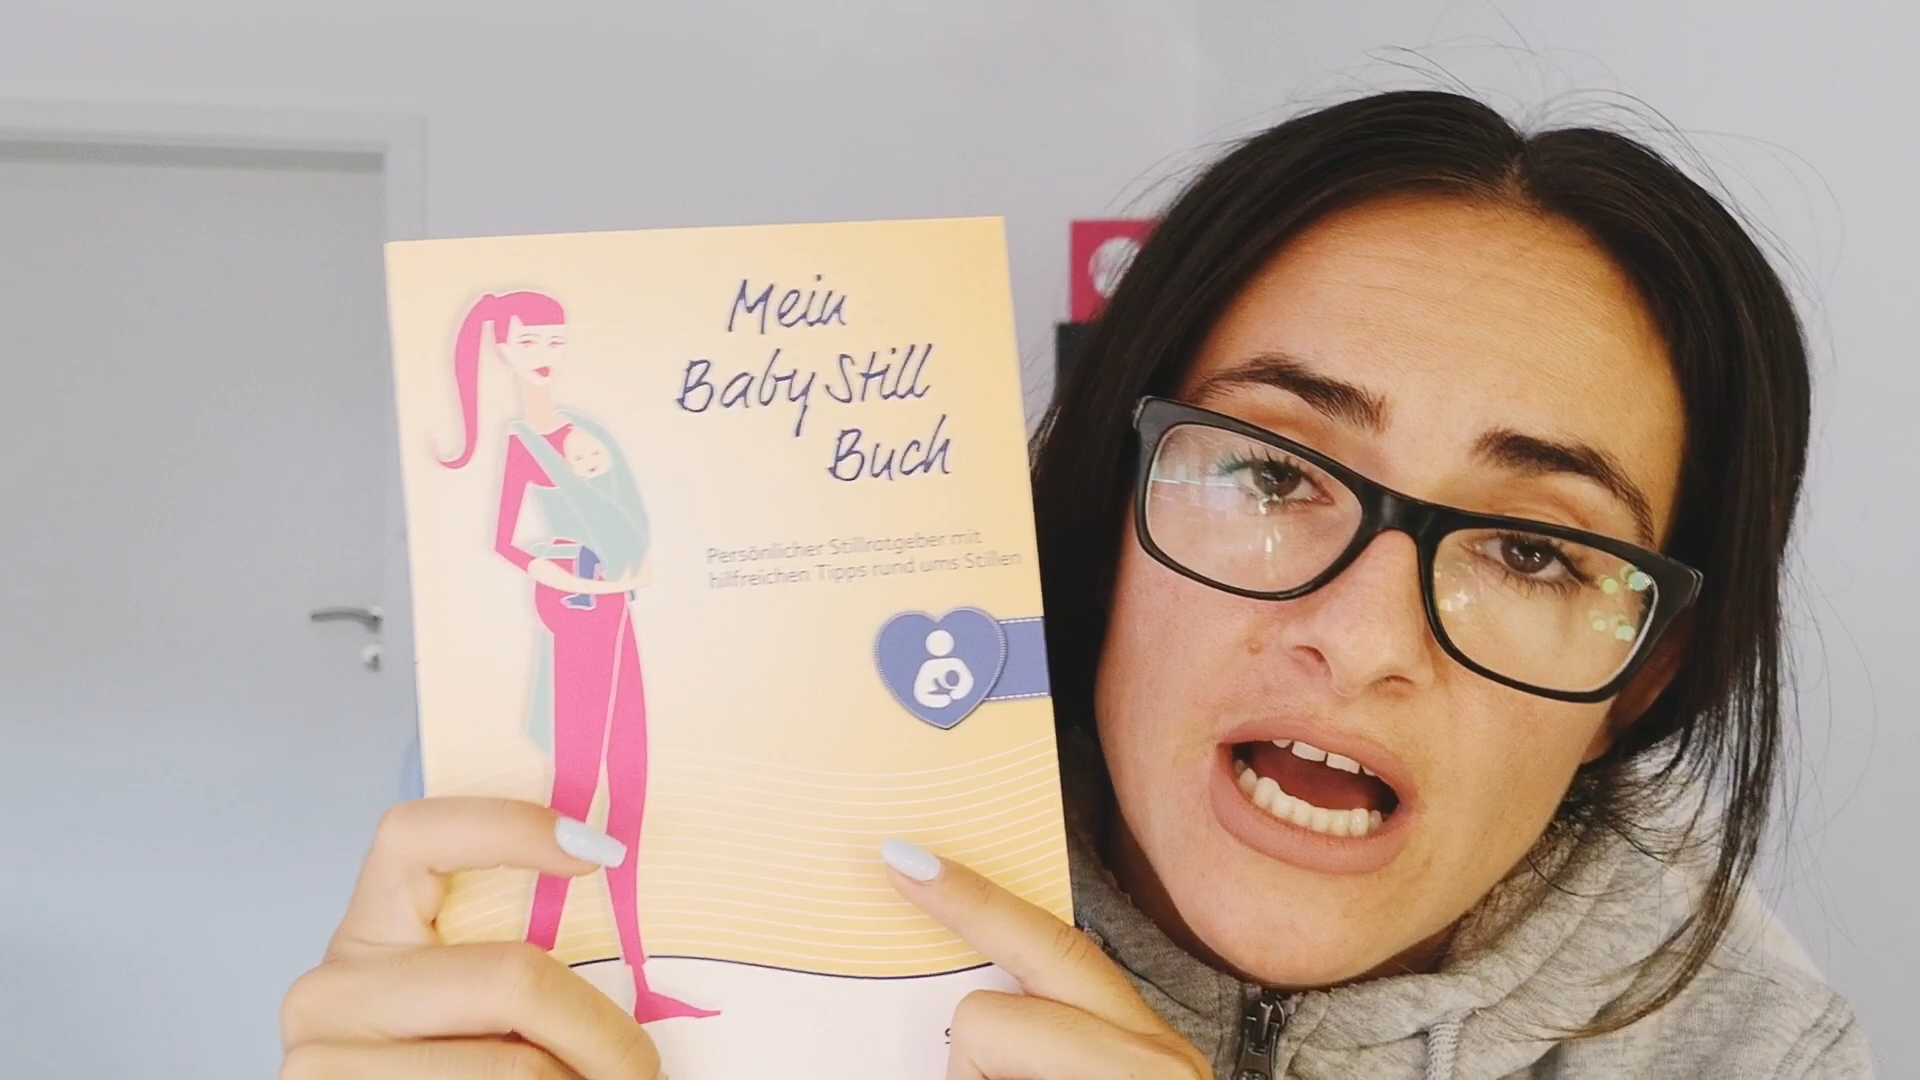 Mein
Baby Still
Buch
Persönlicher Stillratgeber mit
hilfreichen Tipps rund ums Stillen